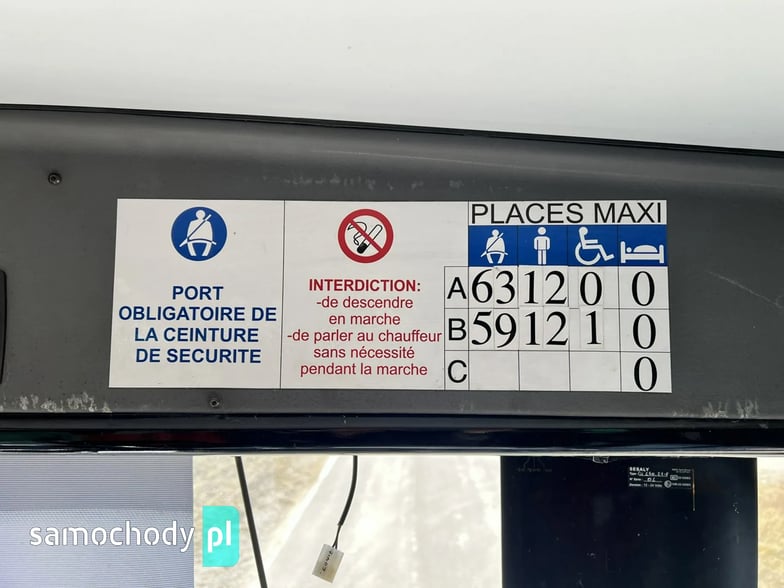 PORT
OBLIGATOIRE DE
LA CEINTURE
DE SECURITE
INTERDICTION:
-de descendre
en marche
-de parler au chauffeur
sans nécessité
pendant la marche
PLACES MAXI
A 63 12 0 0
B 59 12 1 0
C 0
SESALY
samochody pl